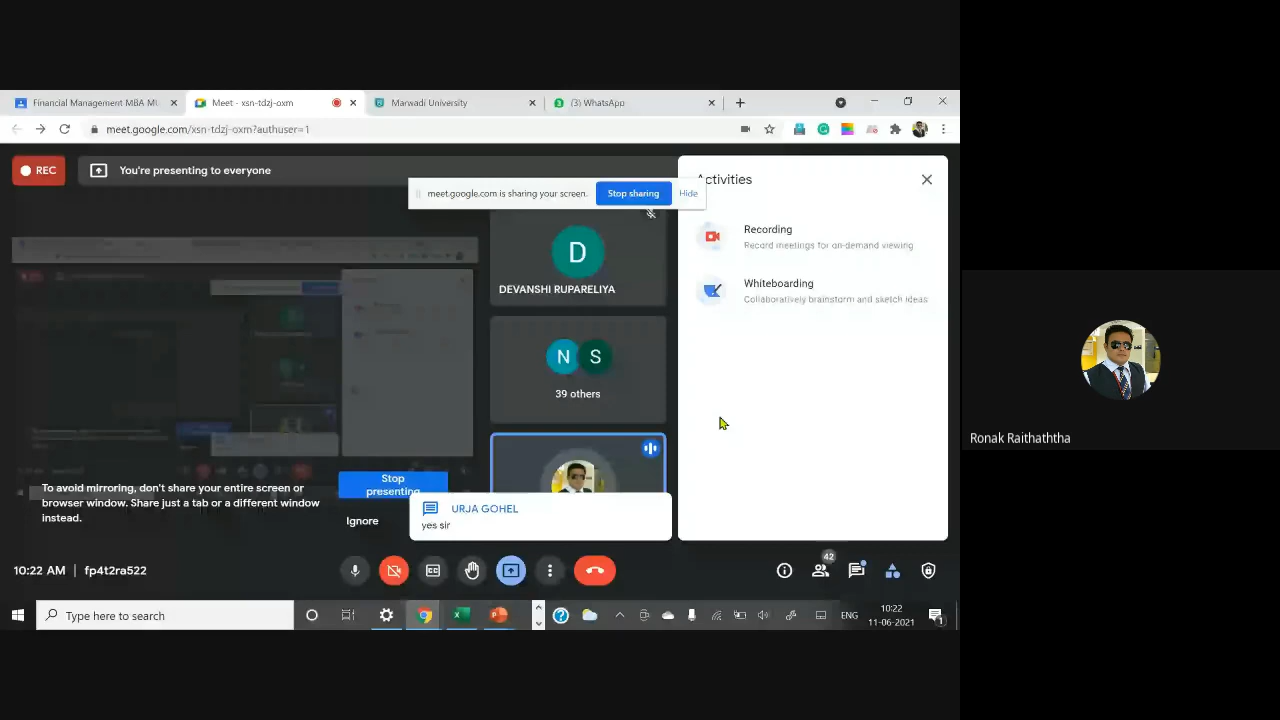 Financial Management MBA MU
Meet - xsn-tdzj-oxm
Marwadi University
(3) WhatsApp
meet.google.com/xsn-tdzj-oxm?authuser=1
REC
You're presenting to everyone
meet.google.com is sharing your screen.
Stop sharing
Hide
Activities
Recording
Record meetings for on-demand viewing
Whiteboarding
Collaboratively brainstorm and sketch ideas
D
DEVANSHI RUPARELIYA
N S
39 others
To avoid mirroring, don't share your entire screen or
browser window. Share just a tab or a different window
instead.
Stop
presenting
Ignore
URJA GOHEL
yes sir
10:22 AM | fp4t2ra522
42
Type here to search
ENG
10:22
11-06-2021
1
Ronak Raithaththa